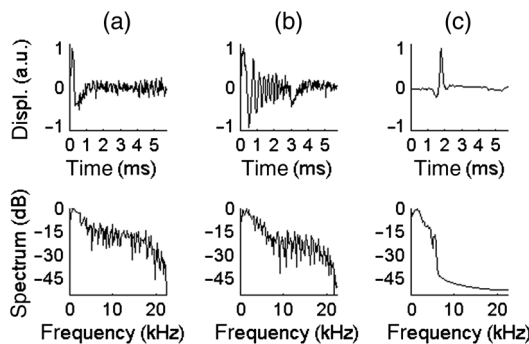 (a) (b) (c)
Displ. (a.u.)
1
0
−1
0 1 2 3 4 5
Time (ms)
1
0
−1
0 1 2 3 4 5
Time (ms)
1
0
−1
0 1 2 3 4 5
Time (ms)
Spectrum (dB)
0
−15
−30
−45
0 10 20
Frequency (kHz)
0
−15
−30
−45
0 10 20
Frequency (kHz)
0
−15
−30
−45
0 10 20
Frequency (kHz)